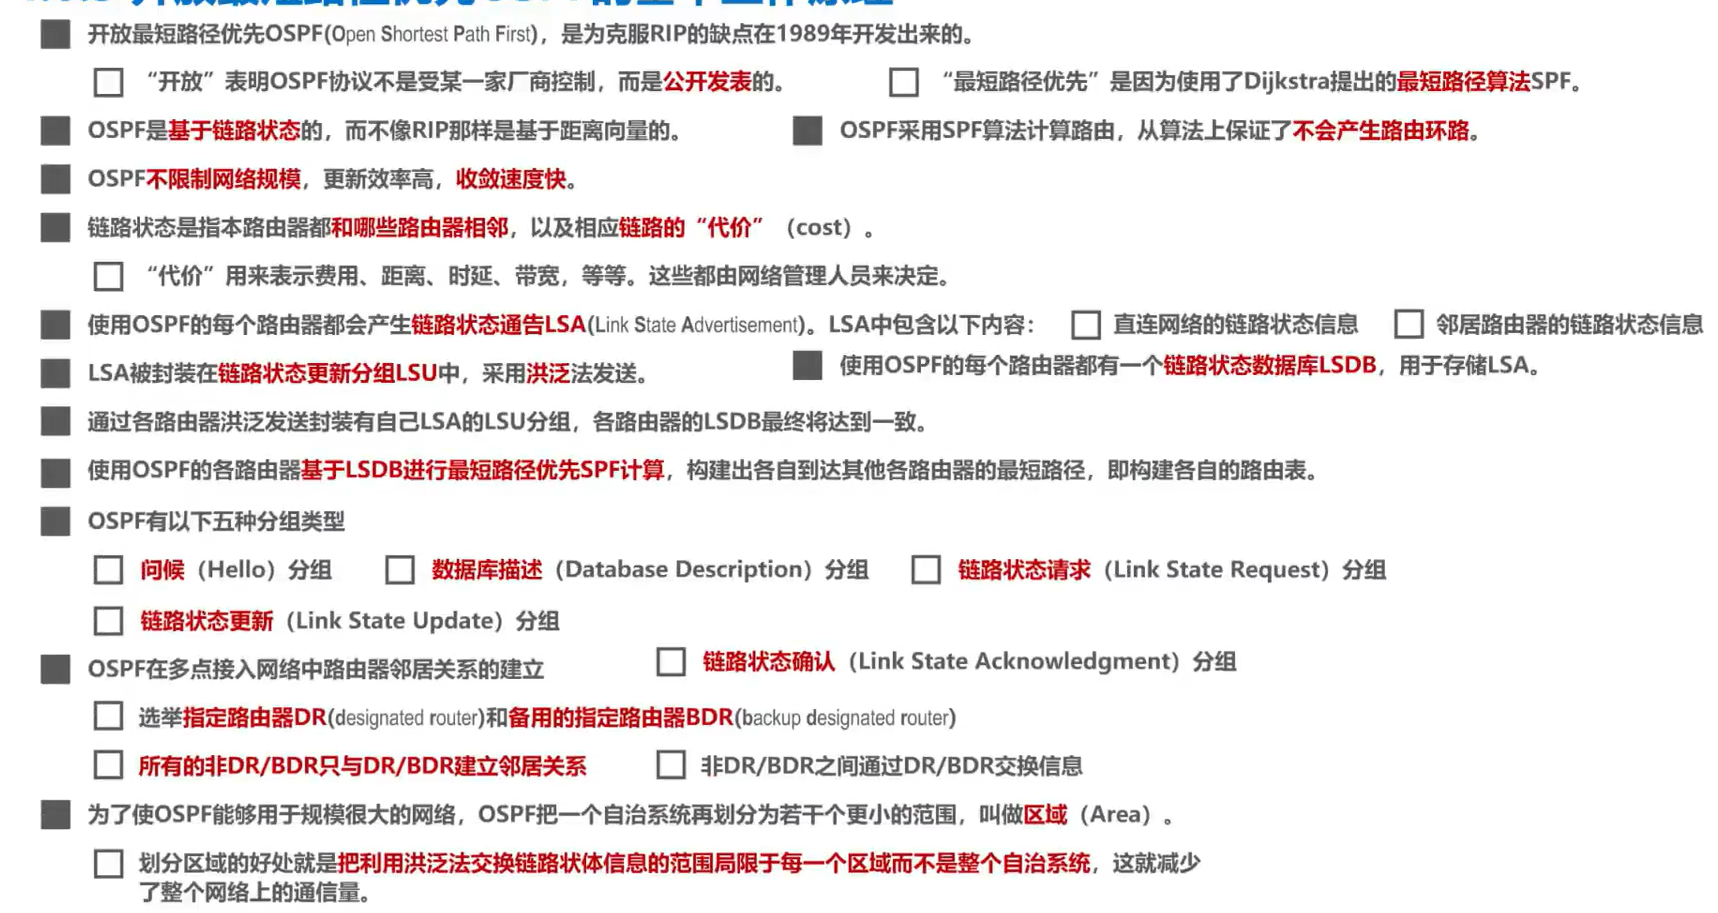 开放最短路径优先OSPF(Open Shortest Path First)，是为克服RIP的缺点在1989年开发出来的。
“开放”表明OSPF协议不是受某一家厂商控制，而是公开发表的。
“最短路径优先”是因为使用了Dijkstra提出的最短路径算法SPF。
OSPF是基于链路状态的，而不像RIP那样是基于距离向量的。
OSPF采用SPF算法计算路由，从算法上保证了不会产生路由环路。
OSPF不限制网络规模，更新效率高，收敛速度快。
链路状态是指本路由器都和哪些路由器相邻，以及相应链路的“代价”（cost）。
“代价”用来表示费用、距离、时延、带宽，等等。这些都由网络管理人员来决定。
使用OSPF的每个路由器都会产生链路状态通告LSA(Link State Advertisement)。LSA中包含以下内容：
直连网络的链路状态信息
邻居路由器的链路状态信息
LSA被封装在链路状态更新分组LSU中，采用洪泛法发送。
使用OSPF的每个路由器都有一个链路状态数据库LSDB，用于存储LSA。
通过各路由器洪泛发送封装有自己LSA的LSU分组，各路由器的LSDB最终将达到一致。
使用OSPF的各路由器基于LSDB进行最短路径优先SPF计算，构建出各自到达其他各路由器的最短路径，即构建各自的路由表。
OSPF有以下五种分组类型
问候（Hello）分组
数据库描述（Database Description）分组
链路状态请求（Link State Request）分组
链路状态更新（Link State Update）分组
链路状态确认（Link State Acknowledgment）分组
OSPF在多点接入网络中路由器邻居关系的建立
选举指定路由器DR(designated router)和备用的指定路由器BDR(backup designated router)
所有的非DR/BDR只与DR/BDR建立邻居关系
非DR/BDR之间通过DR/BDR交换信息
为了使OSPF能够用于规模很大的网络，OSPF把一个自治系统再划分为若干个更小的范围，叫做区域（Area）。
划分区域的好处就是把利用洪泛法交换链路状体信息的范围局限于每一个区域而不是整个自治系统，这就减少
了整个网络上的通信量。